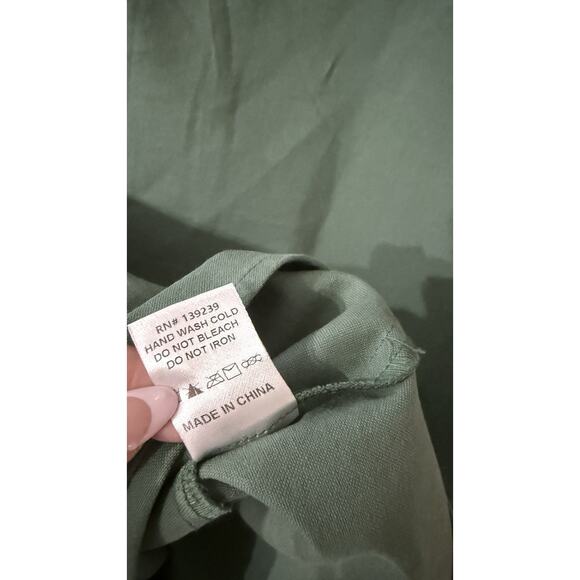 RN# 139239
HAND WASH COLD
DO NOT BLEACH
DO NOT IRON
MADE IN CHINA